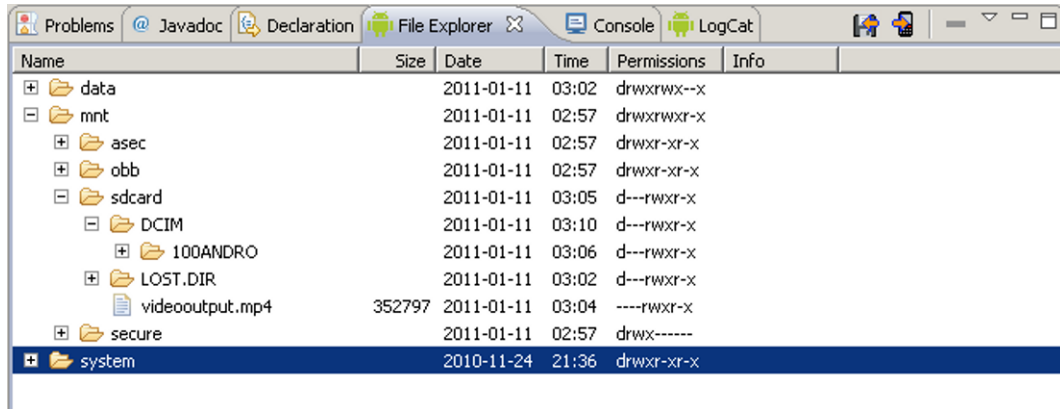 Problems @ Javadoc Declaration File Explorer Console LogCat
Name Size Date Time Permissions Info
data 2011-01-11 03:02 drwxrwx--x
mnt 2011-01-11 02:57 drwxrwxr-x
asec 2011-01-11 02:57 drwxr-xr-x
obb 2011-01-11 02:57 drwxr-xr-x
sdcard 2011-01-11 03:05 d---rwxr-x
DCIM 2011-01-11 03:10 d---rwxr-x
100ANDRO 2011-01-11 03:06 d---rwxr-x
LOST.DIR 2011-01-11 03:02 d---rwxr-x
videooutput.mp4 352797 2011-01-11 03:04 ----rwxr-x
secure 2011-01-11 02:57 drwx------
system 2010-11-24 21:36 drwxr-xr-x